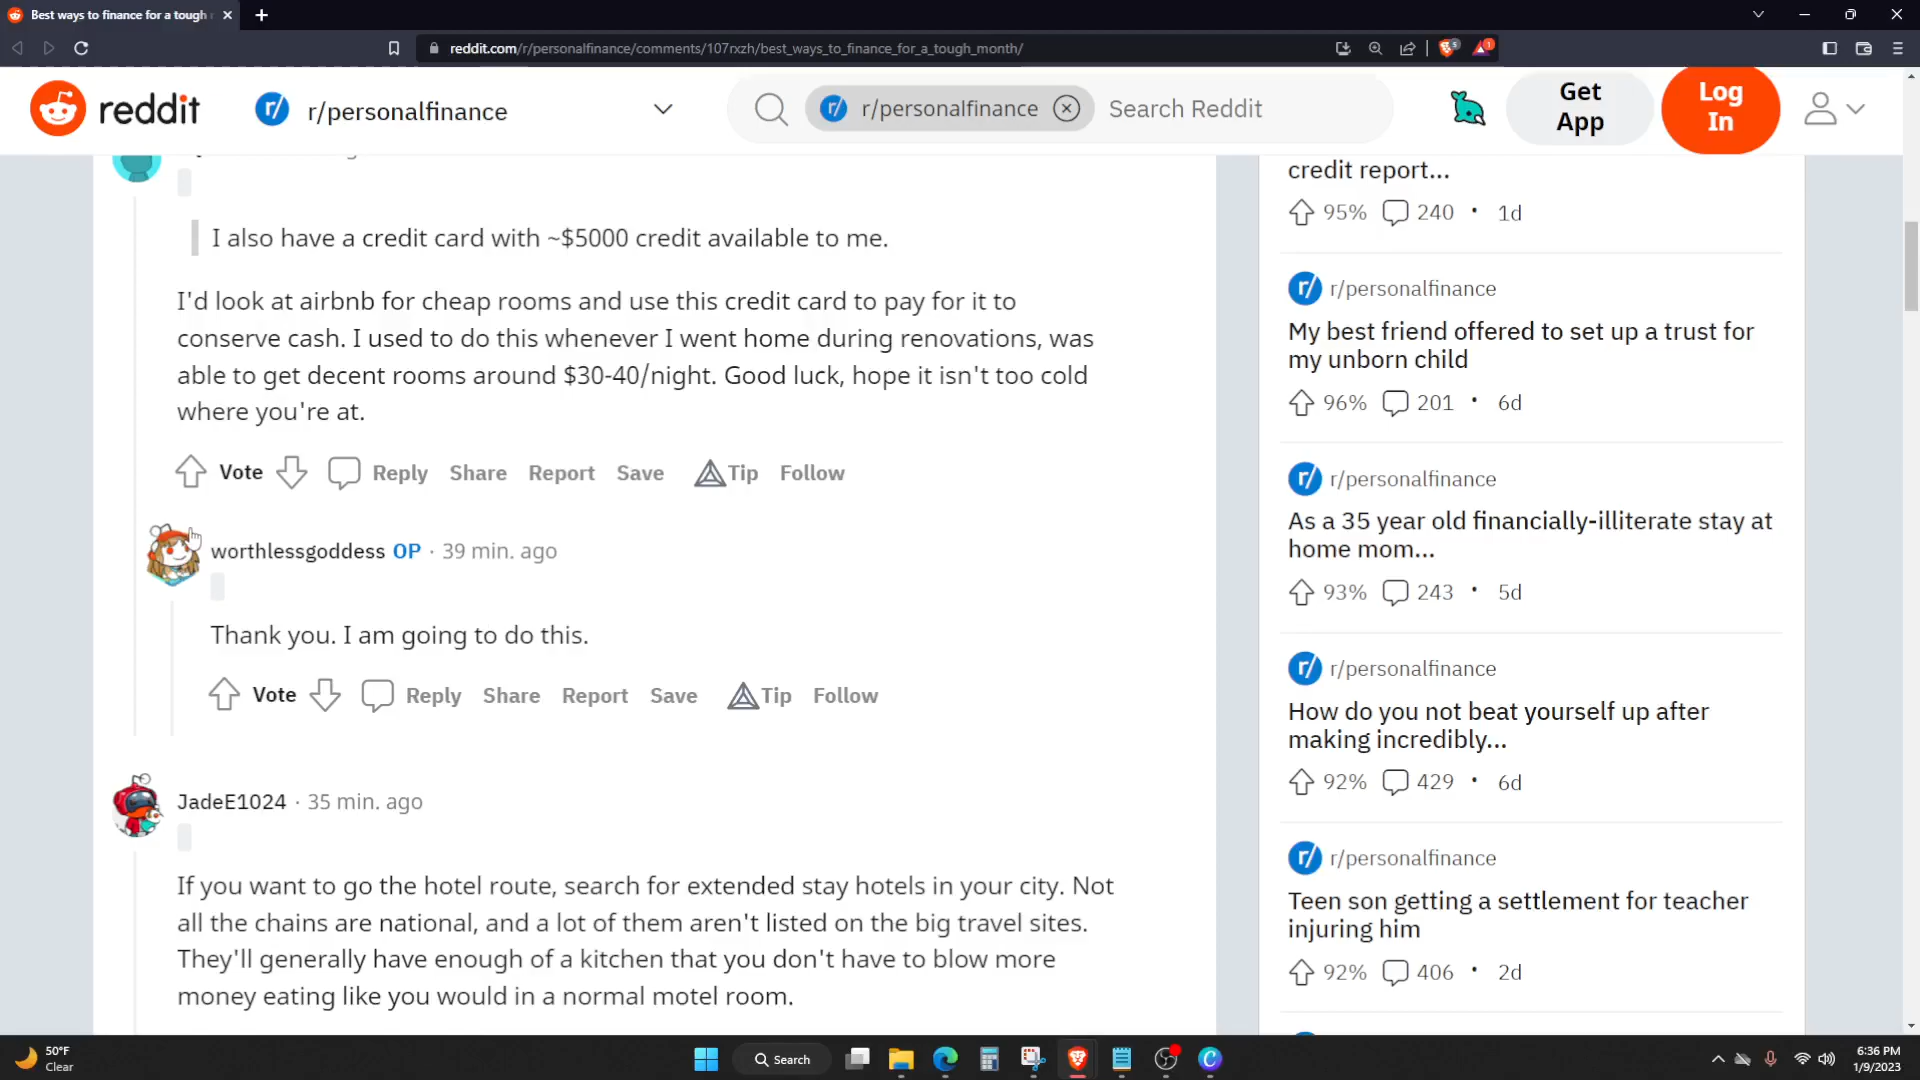 Best ways to finance for a tough
reddit.com/r/personalfinance/comments/107rxzh/best_ways_to_finance_for_a_tough_month/
5
1
reddit
r/ r/personalfinance
r/ r/personalfinance
Search Reddit
Get
App
Log
In
I also have a credit card with ~$5000 credit available to me.
I'd look at airbnb for cheap rooms and use this credit card to pay for it to
conserve cash. I used to do this whenever I went home during renovations, was
able to get decent rooms around $30-40/night. Good luck, hope it isn't too cold
where you're at.
Vote Reply Share Report Save Tip Follow
worthlessgoddess OP · 39 min. ago
Thank you. I am going to do this.
Vote Reply Share Report Save Tip Follow
JadeE1024 · 35 min. ago
If you want to go the hotel route, search for extended stay hotels in your city. Not
all the chains are national, and a lot of them aren't listed on the big travel sites.
They'll generally have enough of a kitchen that you don't have to blow more
money eating like you would in a normal motel room.
credit report...
95% 240 · 1d
r/ r/personalfinance
My best friend offered to set up a trust for
my unborn child
96% 201 · 6d
r/ r/personalfinance
As a 35 year old financially-illiterate stay at
home mom...
93% 243 · 5d
r/ r/personalfinance
How do you not beat yourself up after
making incredibly...
92% 429 · 6d
r/ r/personalfinance
Teen son getting a settlement for teacher
injuring him
92% 406 · 2d
50°F
Clear
Search
6:36 PM
1/9/2023